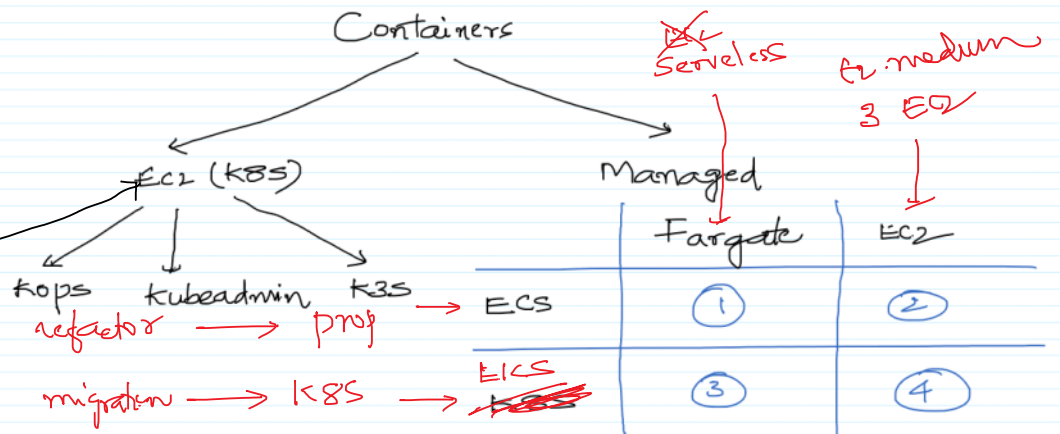 Containers
Serveless
t2.medium
3 EC2
EC2 (K8S)
Managed
Fargate
EC2
Kops
Kubeadmin
K3S
ECS
1
2
refactor
prop
EKS
migration
K8S
3
4